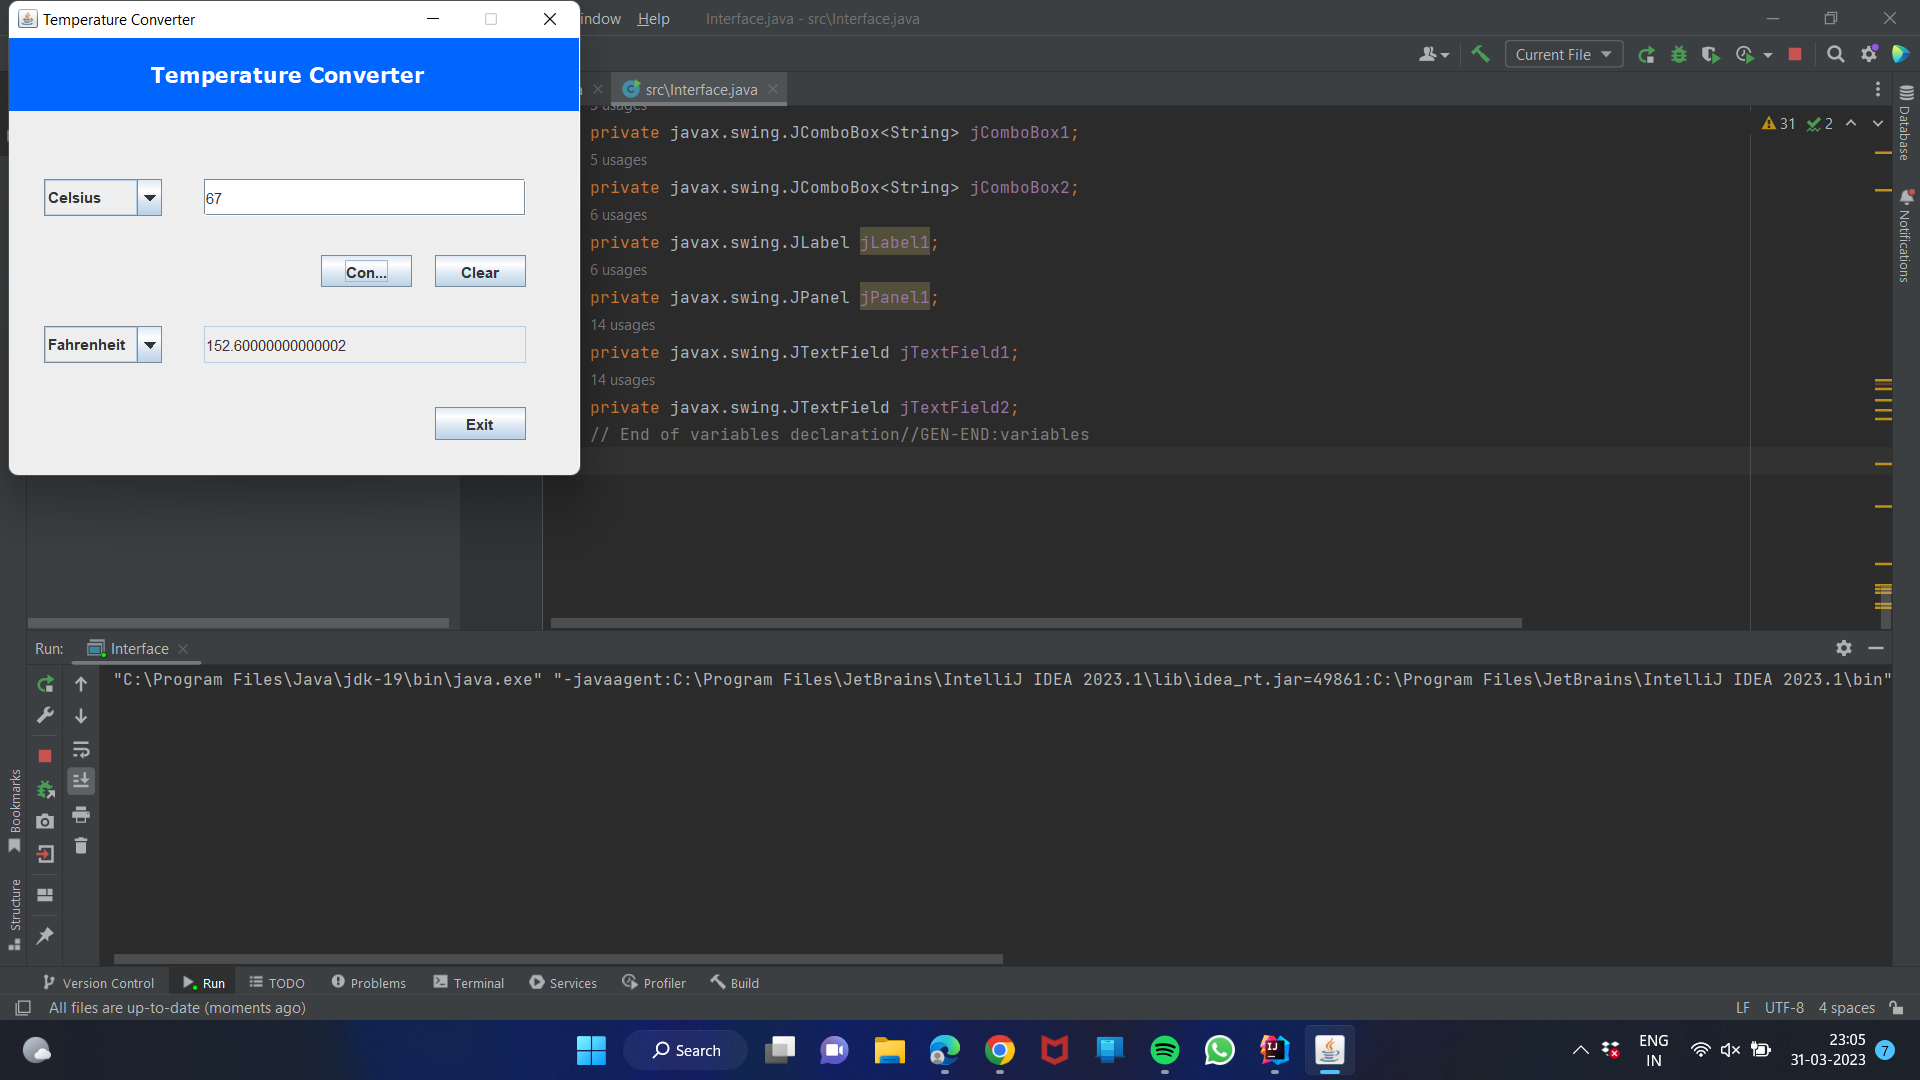 Temperature Converter
indow Help Interface.java - src\Interface.java
Temperature Converter
Current File
src\Interface.java
private javax.swing.JComboBox<String> jComboBox1;
31 2
5 usages
private javax.swing.JComboBox<String> jComboBox2;
6 usages
private javax.swing.JLabel jLabel1;
6 usages
private javax.swing.JPanel jPanel1;
14 usages
private javax.swing.JTextField jTextField1;
14 usages
private javax.swing.JTextField jTextField2;
// End of variables declaration//GEN-END:variables
Celsius 67
Con... Clear
Fahrenheit 152.60000000000002
Exit
Database
Notifications
Run: Interface
"C:\Program Files\Java\jdk-19\bin\java.exe" "-javaagent:C:\Program Files\JetBrains\IntelliJ IDEA 2023.1\lib\idea_rt.jar=49861:C:\Program Files\JetBrains\IntelliJ IDEA 2023.1\bin"
Bookmarks
Structure
Version Control Run TODO Problems Terminal Services Profiler Build
All files are up-to-date (moments ago) LF UTF-8 4 spaces
Search
ENG
IN
23:05
31-03-2023
7